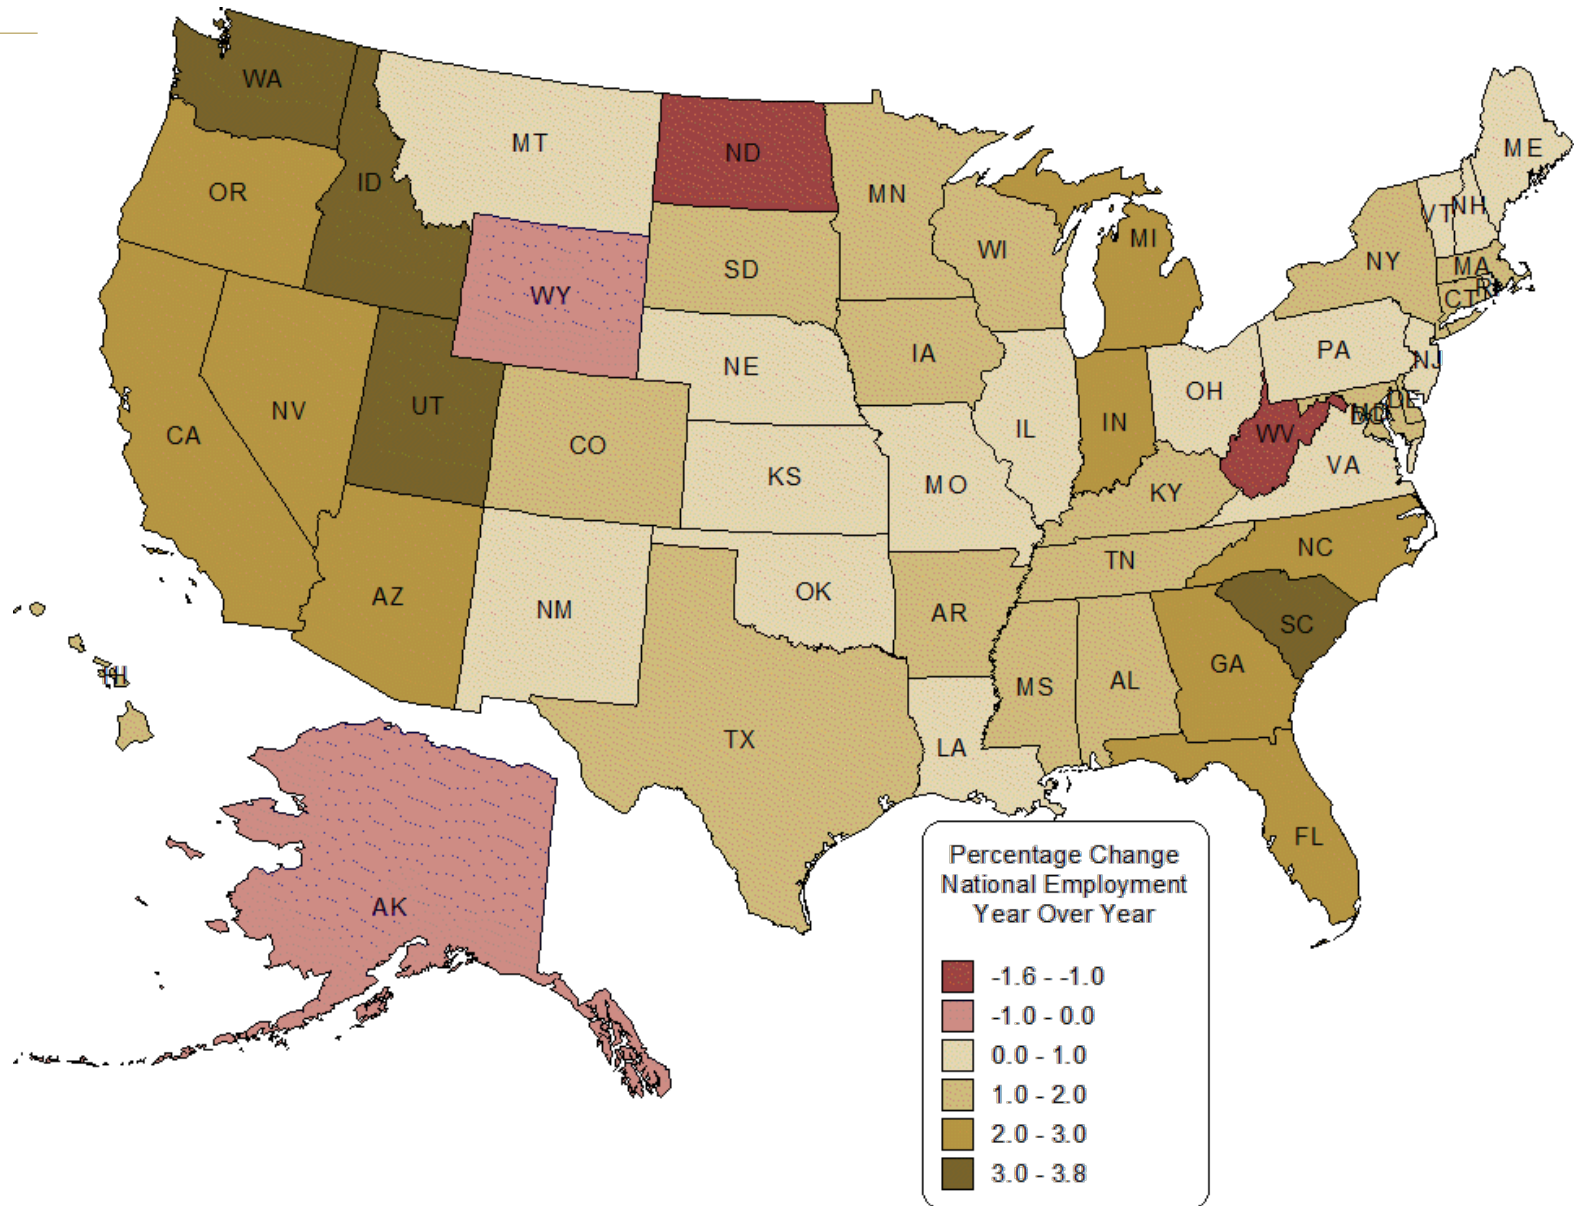 WA
MT
ND
ME
OR
ID
MN
VT
NH
MI
WI
NY
MA
SD
WY
CT
RI
IA
PA
NE
NJ
UT
OH
DE
NV
CA
IL
IN
WV
MD
DC
CO
KS
MO
VA
KY
NC
TN
AZ
NM
OK
AR
SC
GA
MS
AL
HI
TX
LA
FL
AK
Percentage Change
National Employment
Year Over Year
-1.6 - -1.0
-1.0 - 0.0
0.0 - 1.0
1.0 - 2.0
2.0 - 3.0
3.0 - 3.8